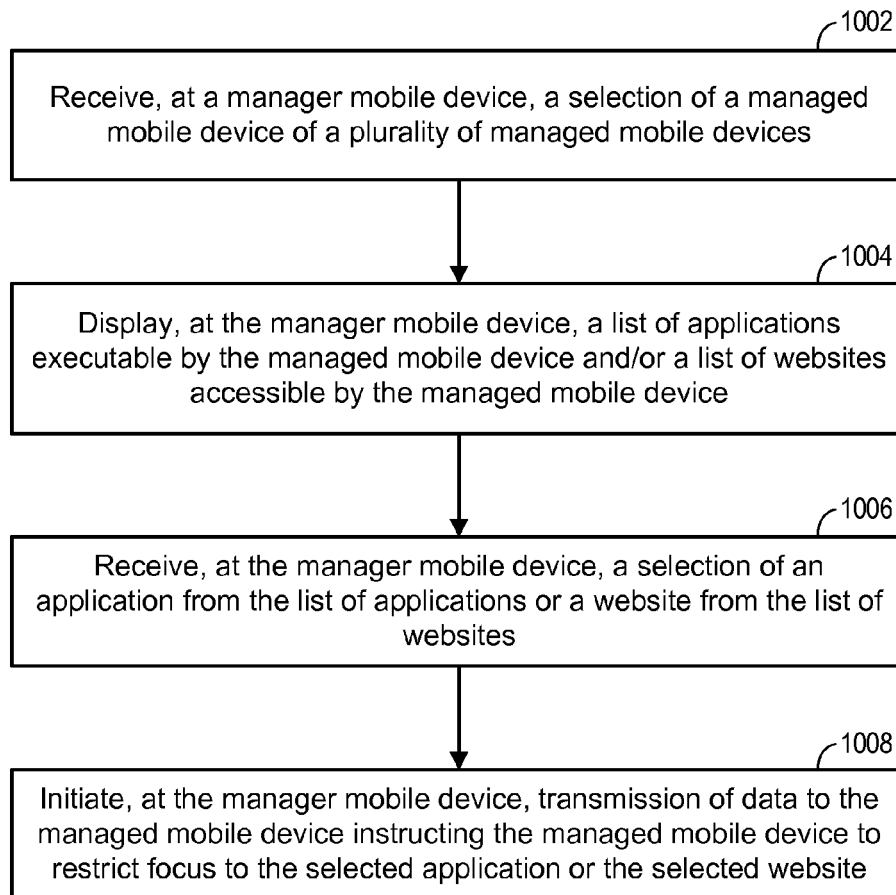 1002
Receive, at a manager mobile device, a selection of a managed
mobile device of a plurality of managed mobile devices
1004
Display, at the manager mobile device, a list of applications
executable by the managed mobile device and/or a list of websites
accessible by the managed mobile device
1006
Receive, at the manager mobile device, a selection of an
application from the list of applications or a website from the list of
websites
1008
Initiate, at the manager mobile device, transmission of data to the
managed mobile device instructing the managed mobile device to
restrict focus to the selected application or the selected website